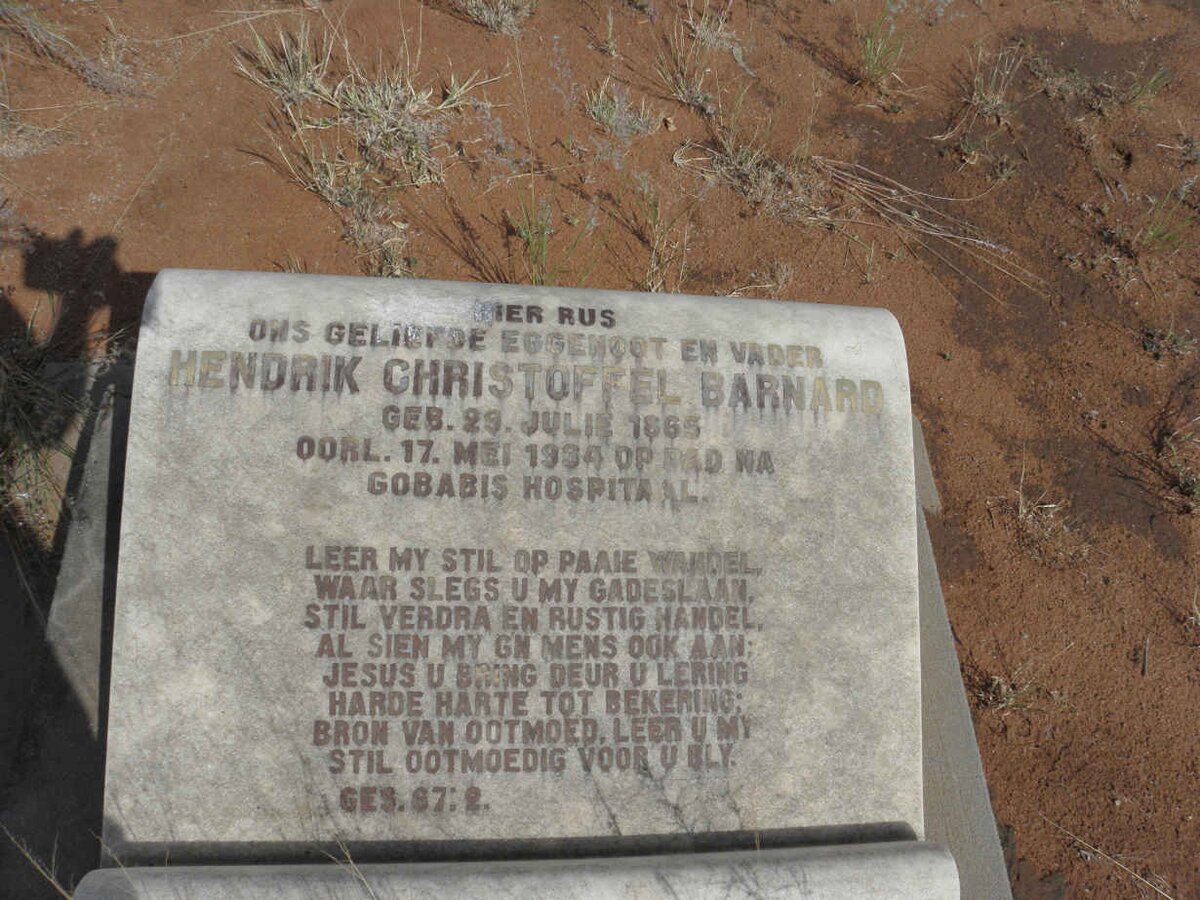 HIER RUS
ONS GELIEFDE EGGENOOT EN VADER
HENDRIK CHRISTOFFEL BARNARD
GEB. 29. JULIE 1865
OORL. 17. MEI 1934 OP PAD NA
GOBABIS HOSPITAAL.
LEER MY STIL OP PAAIE WANDEL,
WAAR SLEGS U MY GADESLAAN,
STIL VERDRA EN RUSTIG HANDEL,
AL SIEN MY GN MENS OOK AAN:
JESUS U BRING DEUR U LERING
HARDE HARTE TOT BEKERING;
BRON VAN OOTMOED, LEER U MY
STIL OOTMOEDIG VOOR U BLY.
GES. 67: 2.